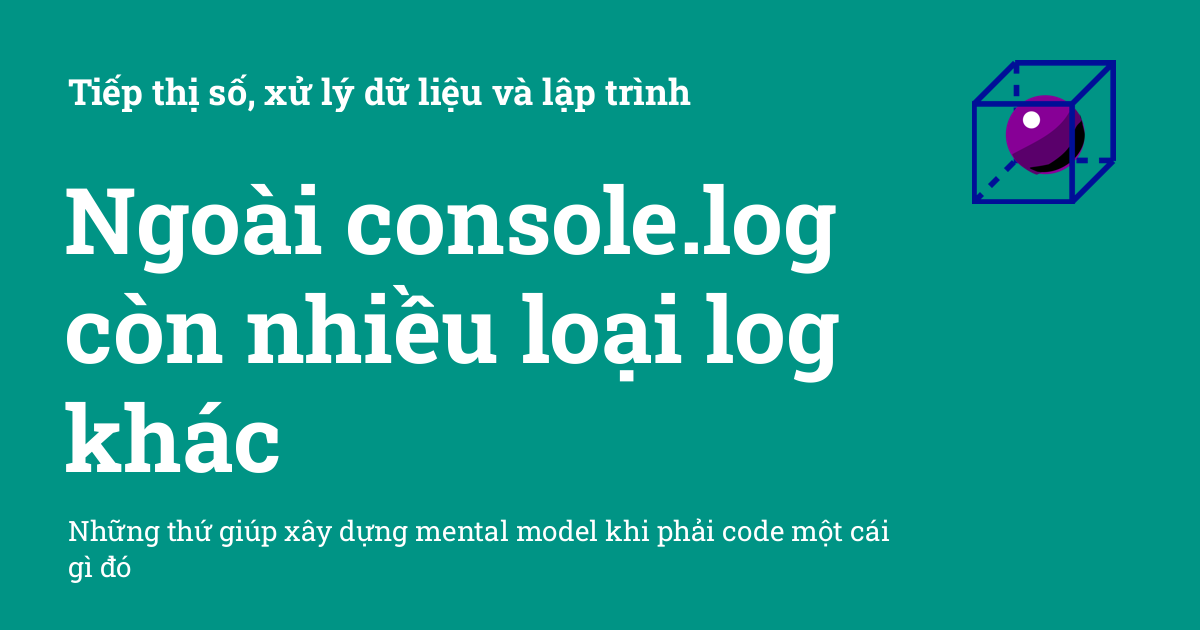 Tiếp thị số, xử lý dữ liệu và lập trình
Ngoài console.log
còn nhiều loại log
khác
Những thứ giúp xây dựng mental model khi phải code một cái
gì đó